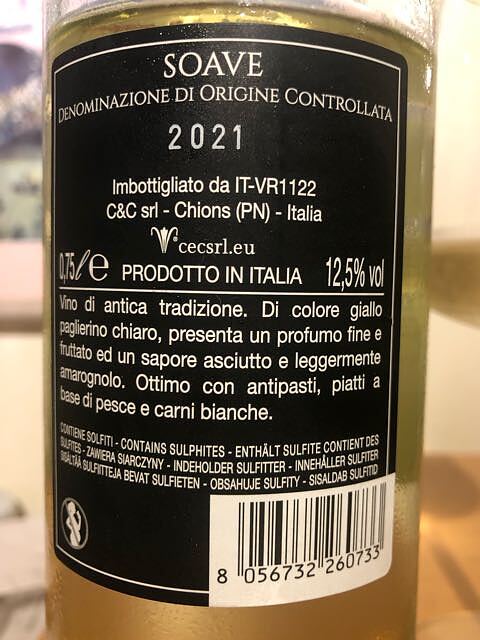 SOAVE
DENOMINAZIONE DI ORIGINE CONTROLLATA
2021
Imbottigliato da IT-VR1122
C&C srl - Chions (PN) - Italia
cecsrl.eu
0,75 l e PRODOTTO IN ITALIA 12,5% vol
Vino di antica tradizione. Di colore giallo
paglierino chiaro, presenta un profumo fine e
fruttato ed un sapore asciutto e leggermente
amarognolo. Ottimo con antipasti, piatti a
base di pesce e carni bianche.
CONTIENE SOLFITI - CONTAINS SULPHITES - ENTHÄLT SULFITE CONTIENT DES
SULFITES - ZAWIERA SIARCZYNY - INDEHOLDER SULFITTER - INNEHÅLLER SULFITER
SISÄLTÄÄ SULFIITTEJA BEVAT SULFIETEN - OBSAHUJE SULFITY - SISALDAB SULFITID
8 056732 260733